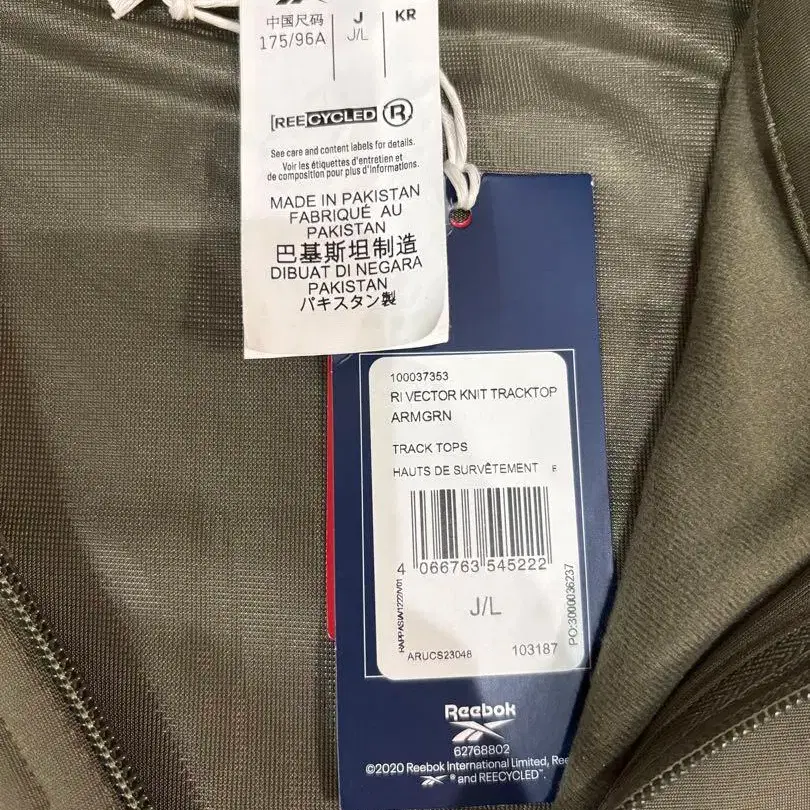 中国尺码
175/96A
J
J/L
KR
[REECYCLED] R
See care and content labels for details.
Voir les étiquettes d'entretien et
de composition pour plus d'informations.
MADE IN PAKISTAN
FABRIQUÉ AU
PAKISTAN
巴基斯坦制造
DIBUAT DI NEGARA
PAKISTAN
パキスタン製
100037353
RI VECTOR KNIT TRACKTOP
ARMGRN
TRACK TOPS
HAUTS DE SURVÊTEMENT
4 066763 545222
J/L
PO:3000036237
ARUCS23048
103187
Reebok
62768802
©2020 Reebok International Limited, Ree
and REECYCLED™.